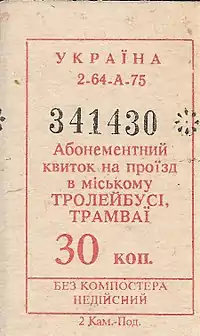 УКРАЇНА
2-64-А-75
341430
Абонементний
квиток на проїзд
в міському
ТРОЛЕЙБУСІ,
ТРАМВАЇ
30 коп.
БЕЗ КОМПОСТЕРА
НЕДІЙСНИЙ
2 Кам.-Под.